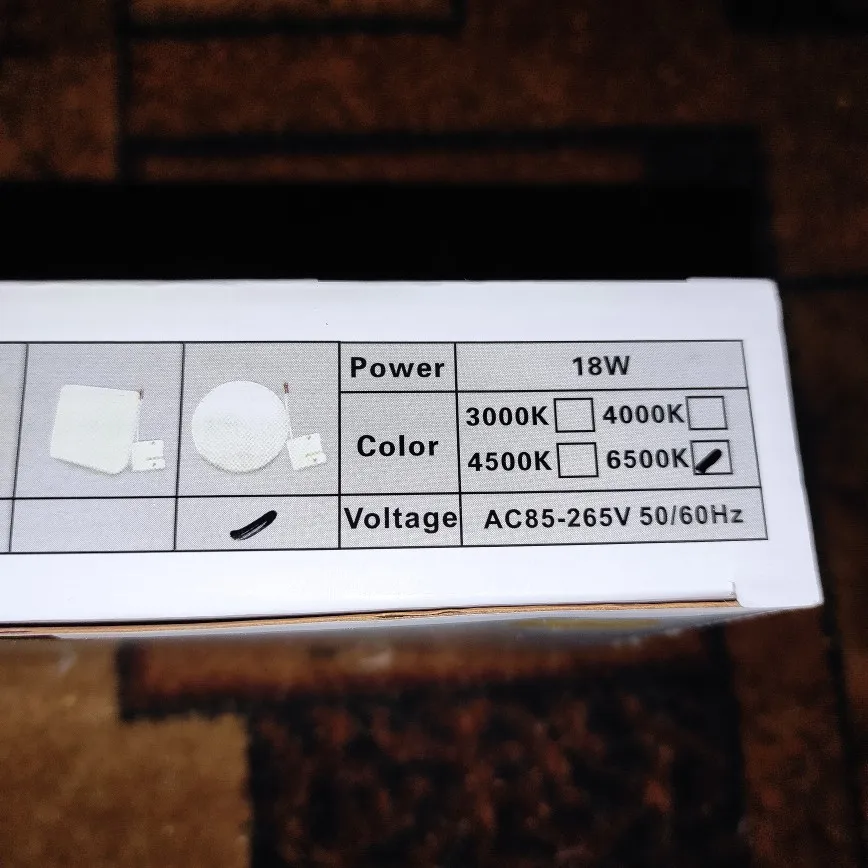 Power 18W
Color
3000K 4000K
4500K 6500K
Voltage AC85-265V 50/60Hz